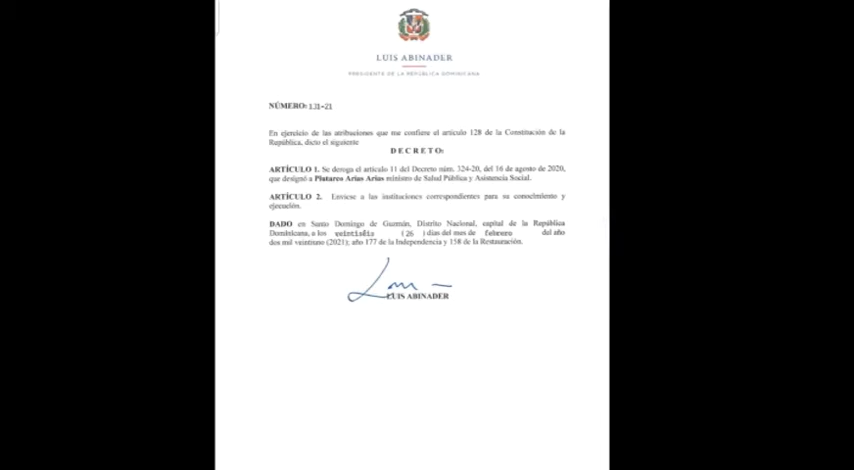 LUIS ABINADER
PRESIDENTE DE LA REPÚBLICA DOMINICANA
NÚMERO: 131-21
En ejercicio de las atribuciones que me confiere el artículo 128 de la Constitución de la
República, dicto el siguiente
DECRETO:
ARTÍCULO 1. Se deroga el artículo 11 del Decreto núm. 324-20, del 16 de agosto de 2020,
que designó a Plutarco Arias Arias ministro de Salud Pública y Asistencia Social.
ARTÍCULO 2. Envíese a las instituciones correspondientes para su conocimiento y
ejecución.
DADO en Santo Domingo de Guzmán, Distrito Nacional, capital de la República
Dominicana, a los veintiséis (26) días del mes de febrero del año
dos mil veintiuno (2021); año 177 de la Independencia y 158 de la Restauración.
LUIS ABINADER